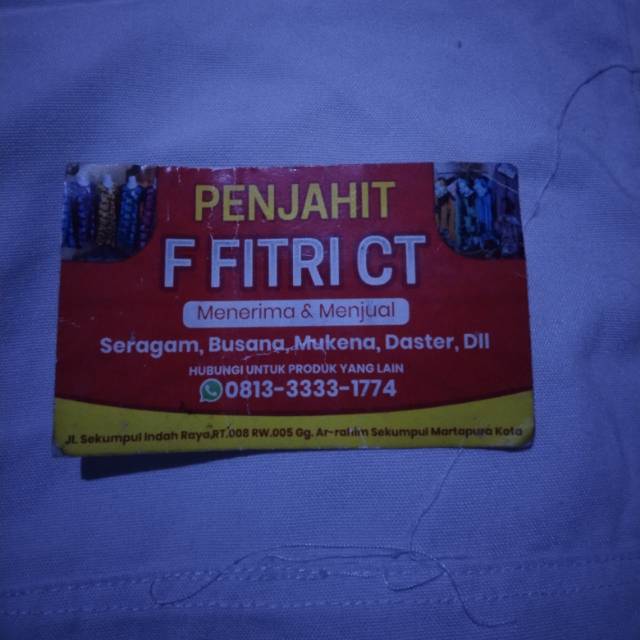 PENJAHIT
F FITRI CT
Menerima & Menjual
Seragam, Busana, Mukena, Daster, Dll
HUBUNGI UNTUK PRODUK YANG LAIN
0813-3333-1774
Jl. Sekumpul Indah Raya,RT.008 RW.005 Gg. Sekumpul Martapura Kota